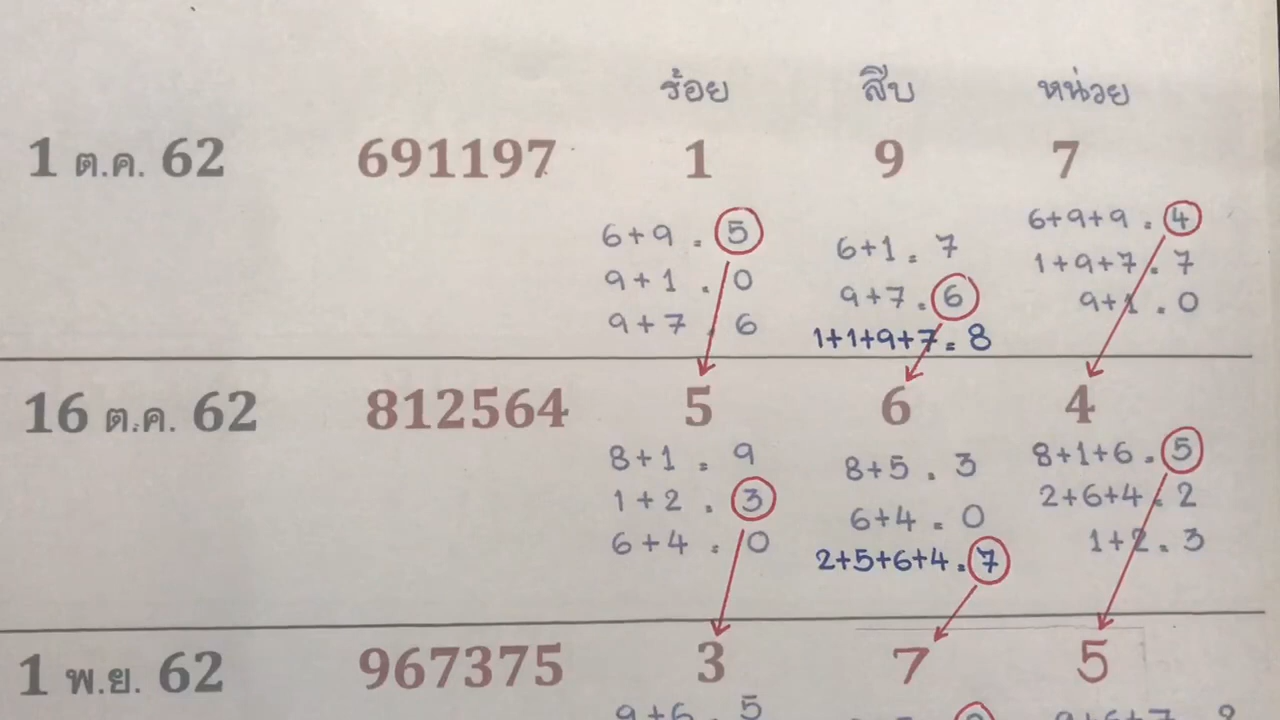 ร้อย สิบ หน่วย
1 ต.ค. 62 691197 1 9 7
6+9 = 5 6+1 = 7 6+9+9 = 4
9+1 = 0 9+7 = 6 1+9+7 = 7
9+7 = 6 1+1+9+7 = 8 9+1 = 0
16 ต.ค. 62 812564 5 6 4
8+1 = 9 8+5 = 3 8+1+6 = 5
1+2 = 3 6+4 = 0 2+6+4 = 2
6+4 = 0 2+5+6+4 = 7 1+2 = 3
1 พ.ย. 62 967375 3 7 5
9+6 = 5